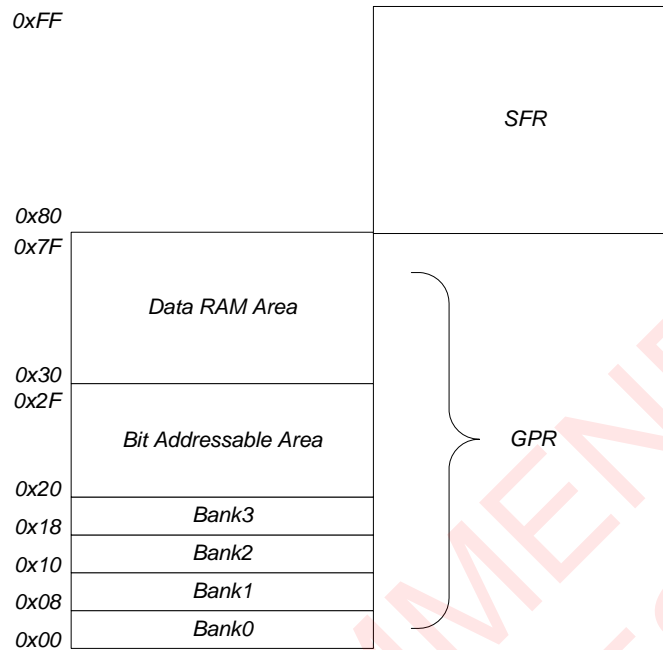 0xFF
SFR
0x80
0x7F
Data RAM Area
0x30
0x2F
Bit Addressable Area
GPR
0x20
Bank3
0x18
Bank2
0x10
Bank1
0x08
Bank0
0x00